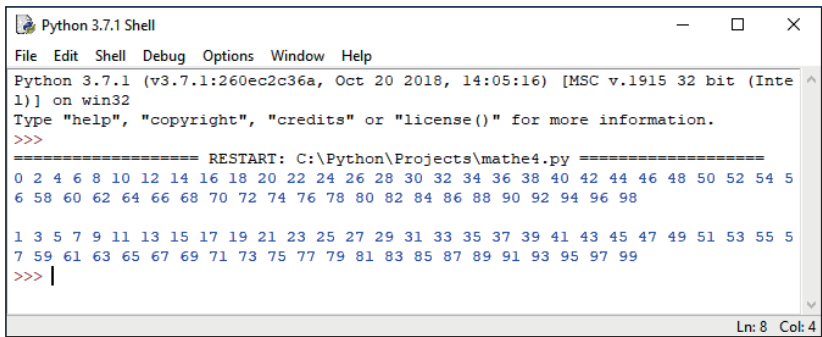 Python 3.7.1 Shell
File Edit Shell Debug Options Window Help
Python 3.7.1 (v3.7.1:260ec2c36a, Oct 20 2018, 14:05:16) [MSC v.1915 32 bit (Inte
l)] on win32
Type "help", "copyright", "credits" or "license()" for more information.
>>>
=================== RESTART: C:\Python\Projects\mathe4.py ===================
0 2 4 6 8 10 12 14 16 18 20 22 24 26 28 30 32 34 36 38 40 42 44 46 48 50 52 54 5
6 58 60 62 64 66 68 70 72 74 76 78 80 82 84 86 88 90 92 94 96 98
1 3 5 7 9 11 13 15 17 19 21 23 25 27 29 31 33 35 37 39 41 43 45 47 49 51 53 55 5
7 59 61 63 65 67 69 71 73 75 77 79 81 83 85 87 89 91 93 95 97 99
>>>
Ln: 8 Col: 4